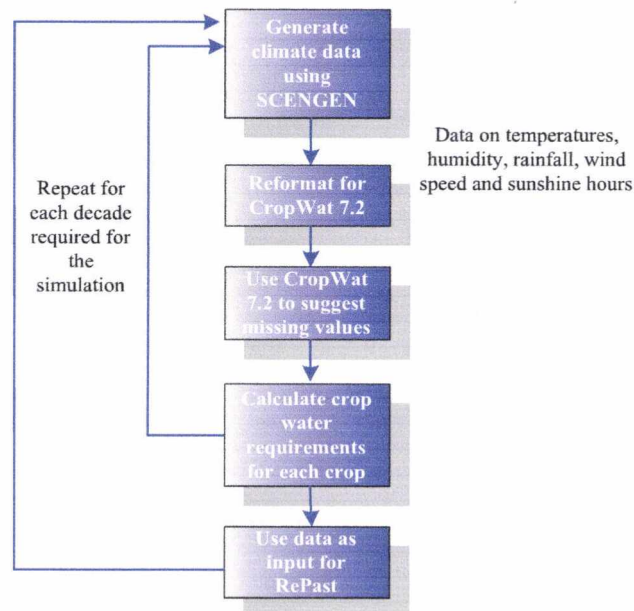 Generate
climate data
using
SCENGEN
Data on temperatures,
humidity, rainfall, wind
speed and sunshine hours
Reformat for
CropWat 7.2
Repeat for
each decade
required for
the
simulation
Use CropWat
7.2 to suggest
missing values
Calculate crop
water
requirements
for each crop
Use data as
input for
RePast